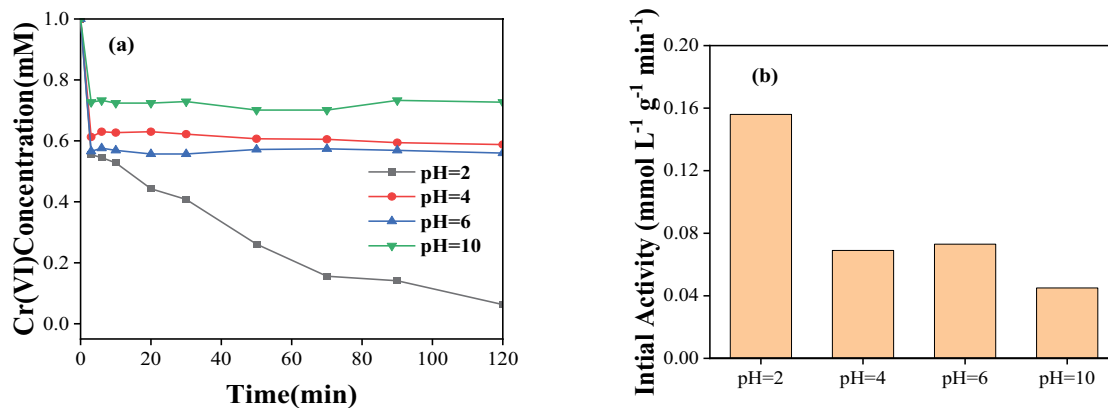 (a)
Cr(VI)Concentration(mM)
1.0
0.8
0.6
0.4
0.2
0.0
pH=2
pH=4
pH=6
pH=10
0 20 40 60 80 100 120
Time(min)
(b)
Intial Activity (mmol L⁻¹ g⁻¹ min⁻¹)
0.20
0.16
0.12
0.08
0.04
0.00
pH=2 pH=4 pH=6 pH=10